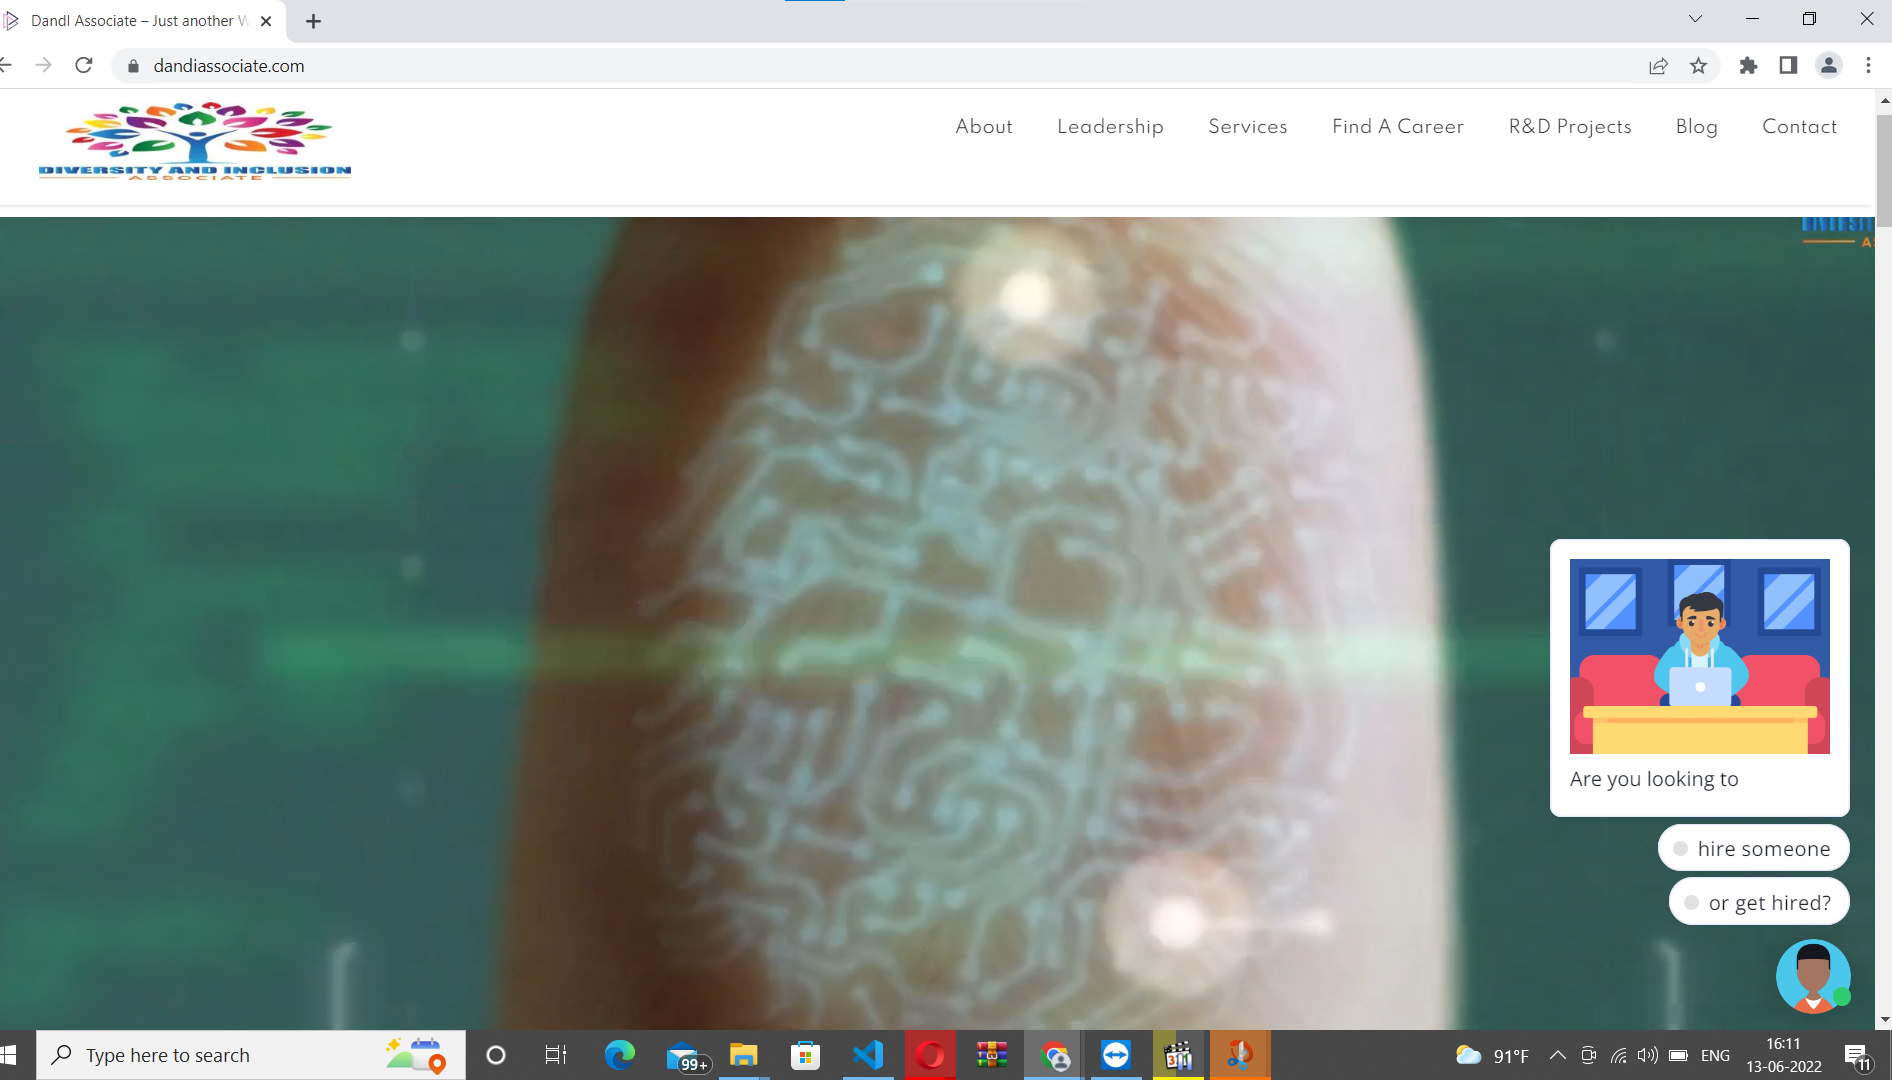 DandI Associate – Just another W
dandiassociate.com
DIVERSITY AND INCLUSION
ASSOCIATE
About Leadership Services Find A Career R&D Projects Blog Contact
Are you looking to
hire someone
or get hired?
Type here to search
99+
91°F
ENG
16:11
13-06-2022
11